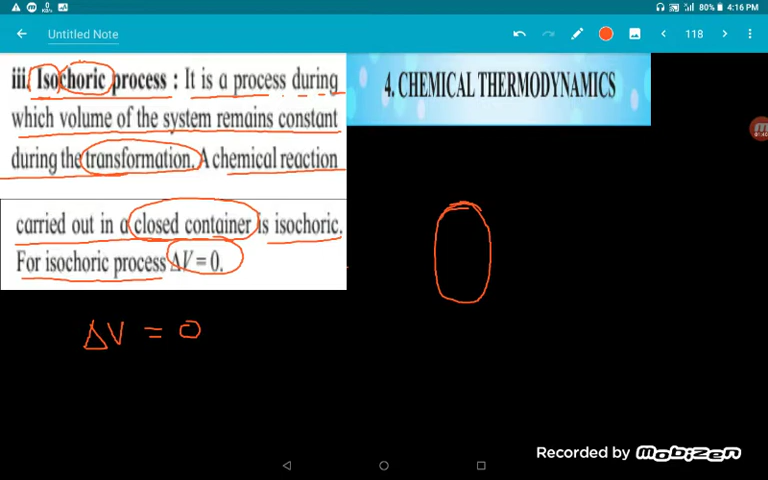 80% 4:16 PM
Untitled Note
118
iii. Isochoric process : It is a process during
which volume of the system remains constant
during the transformation. A chemical reaction
carried out in a closed container is isochoric.
For isochoric process ΔV = 0.
4. CHEMICAL THERMODYNAMICS
ΔV = 0
Recorded by Mobizen